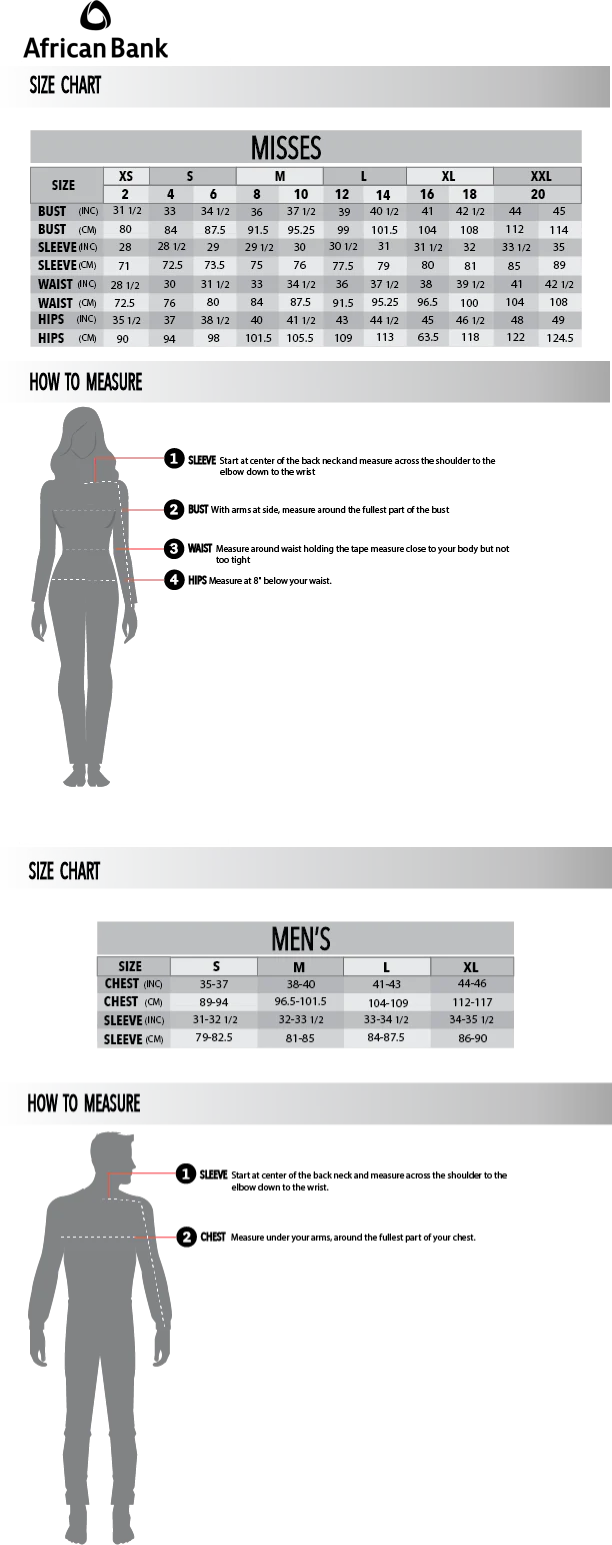 African Bank
SIZE CHART
MISSES
SIZE XS S M L XL XXL
2 4 6 8 10 12 14 16 18 20
BUST (INC) 31 1/2 33 34 1/2 36 37 1/2 39 40 1/2 41 42 1/2 44 45
BUST (CM) 80 84 87.5 91.5 95.25 99 101.5 104 108 112 114
SLEEVE (INC) 28 28 1/2 29 29 1/2 30 30 1/2 31 31 1/2 32 33 1/2 35
SLEEVE (CM) 71 72.5 73.5 75 76 77.5 79 80 81 85 89
WAIST (INC) 28 1/2 30 31 1/2 33 34 1/2 36 37 1/2 38 39 1/2 41 42 1/2
WAIST (CM) 72.5 76 80 84 87.5 91.5 95.25 96.5 100 104 108
HIPS (INC) 35 1/2 37 38 1/2 40 41 1/2 43 44 1/2 45 46 1/2 48 49
HIPS (CM) 90 94 98 101.5 105.5 109 113 63.5 118 122 124.5
HOW TO MEASURE
1 SLEEVE Start at center of the back neck and measure across the shoulder to the
elbow down to the wrist
2 BUST With arms at side, measure around the fullest part of the bust
3 WAIST Measure around waist holding the tape measure close to your body but not
too tight
4 HIPS Measure at 8" below your waist.
SIZE CHART
MEN'S
SIZE S M L XL
CHEST (INC) 35-37 38-40 41-43 44-46
CHEST (CM) 89-94 96.5-101.5 104-109 112-117
SLEEVE (INC) 31-32 1/2 32-33 1/2 33-34 1/2 34-35 1/2
SLEEVE (CM) 79-82.5 81-85 84-87.5 86-90
HOW TO MEASURE
1 SLEEVE Start at center of the back neck and measure across the shoulder to the
elbow down to the wrist.
2 CHEST Measure under your arms, around the fullest part of your chest.